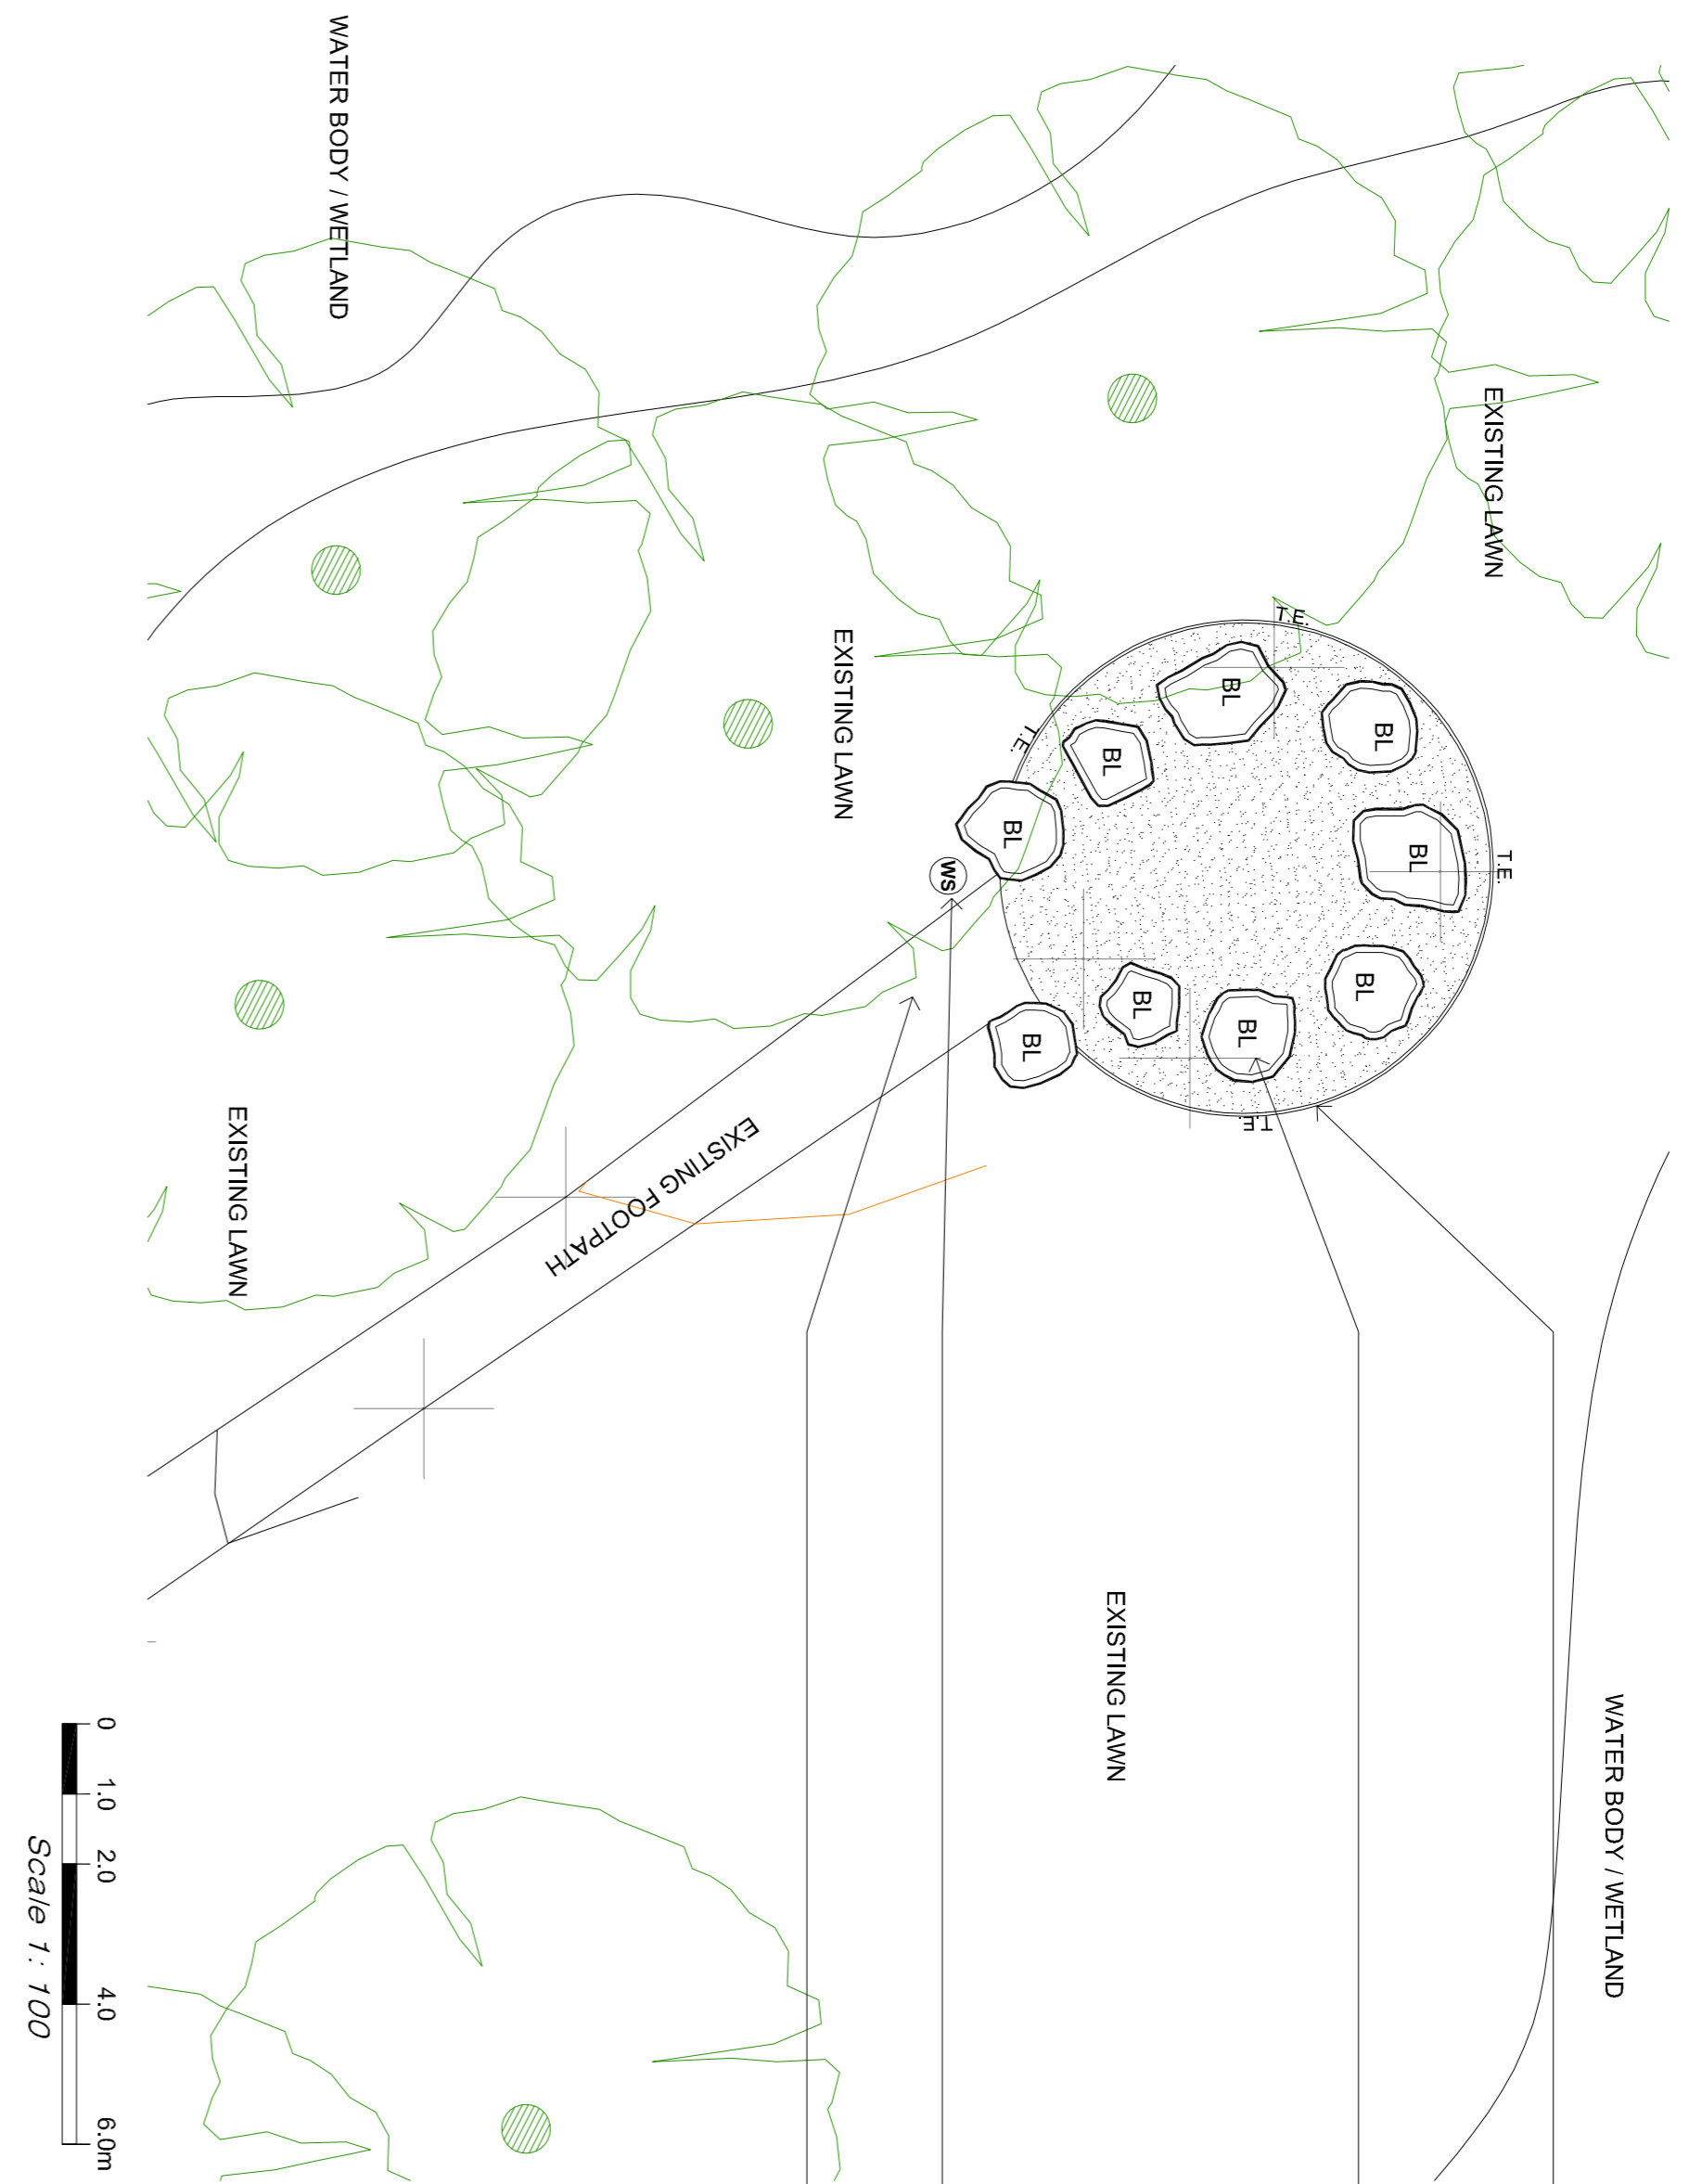 WATER BODY / WETLAND
EXISTING LAWN
T.E.
BL
BL
BL
T.E.
EXISTING LAWN
BL
BL
T.E.
WS
BL
BL
BL
BL
T.E.
EXISTING LAWN
EXISTING FOOTPATH
EXISTING LAWN
WATER BODY / WETLAND
0 1.0 2.0 4.0 6.0m
Scale 1 : 100